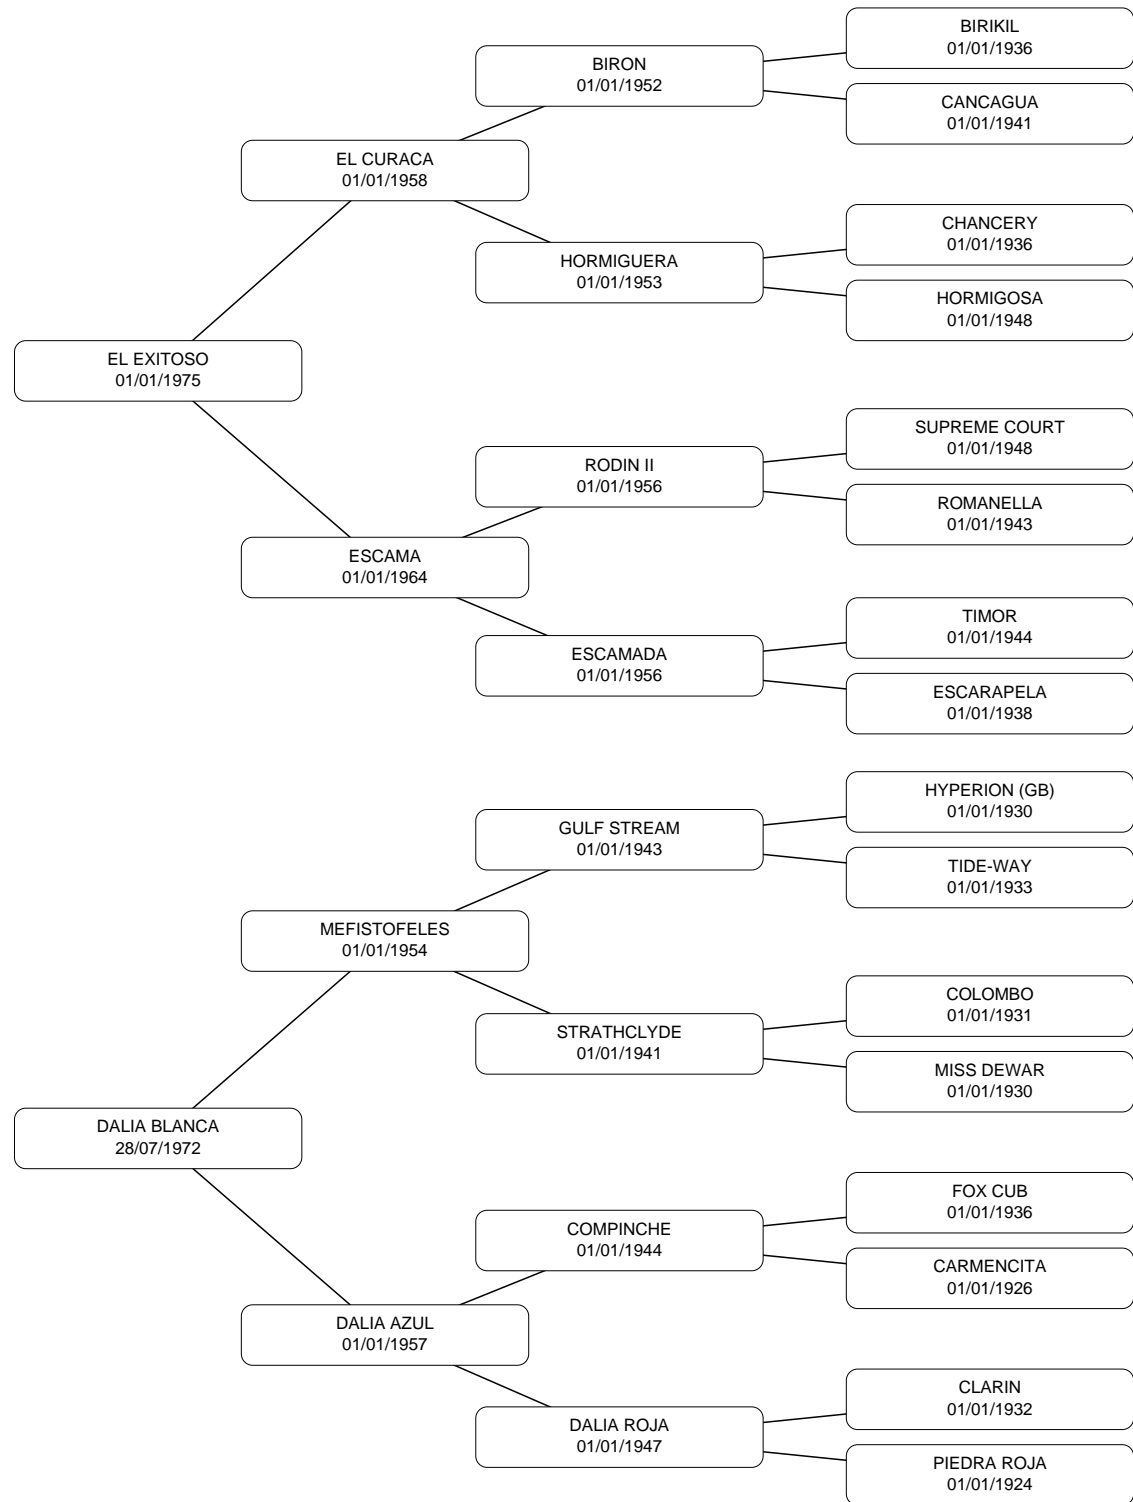 BIRIKIL
01/01/1936
BIRON
01/01/1952
CANCAGUA
01/01/1941
EL CURACA
01/01/1958
CHANCERY
01/01/1936
HORMIGUERA
01/01/1953
HORMIGOSA
01/01/1948
EL EXITOSO
01/01/1975
SUPREME COURT
01/01/1948
RODIN II
01/01/1956
ROMANELLA
01/01/1943
ESCAMA
01/01/1964
TIMOR
01/01/1944
ESCAMADA
01/01/1956
ESCARAPELA
01/01/1938
HYPERION (GB)
01/01/1930
GULF STREAM
01/01/1943
TIDE-WAY
01/01/1933
MEFISTOFELES
01/01/1954
COLOMBO
01/01/1931
STRATHCLYDE
01/01/1941
MISS DEWAR
01/01/1930
DALIA BLANCA
28/07/1972
FOX CUB
01/01/1936
COMPINCHE
01/01/1944
CARMENCITA
01/01/1926
DALIA AZUL
01/01/1957
CLARIN
01/01/1932
DALIA ROJA
01/01/1947
PIEDRA ROJA
01/01/1924